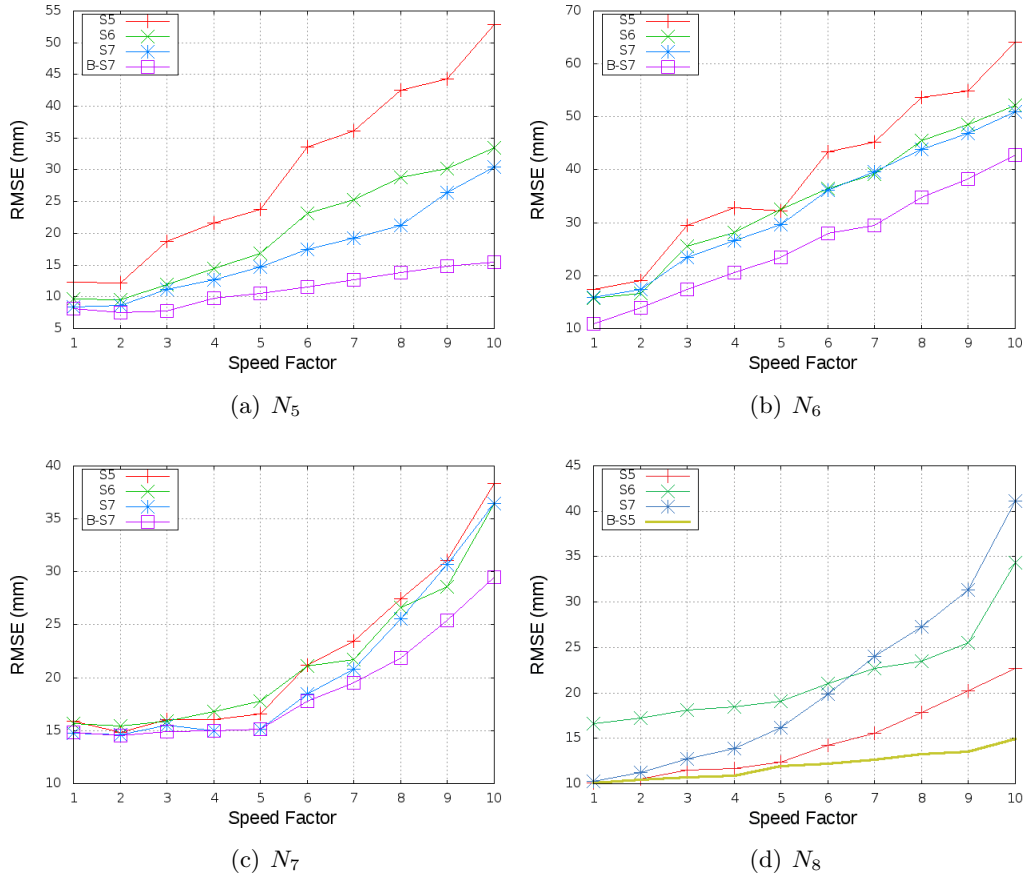 55
50
45
40
35
30
25
20
15
10
5
RMSE (mm)
S5
S6
S7
B-S7
1 2 3 4 5 6 7 8 9 10
Speed Factor
(a) N5
70
60
50
40
30
20
10
RMSE (mm)
S5
S6
S7
B-S7
1 2 3 4 5 6 7 8 9 10
Speed Factor
(b) N6
40
35
30
25
20
15
10
RMSE (mm)
S5
S6
S7
B-S7
1 2 3 4 5 6 7 8 9 10
Speed Factor
(c) N7
45
40
35
30
25
20
15
10
RMSE (mm)
S5
S6
S7
B-S5
1 2 3 4 5 6 7 8 9 10
Speed Factor
(d) N8